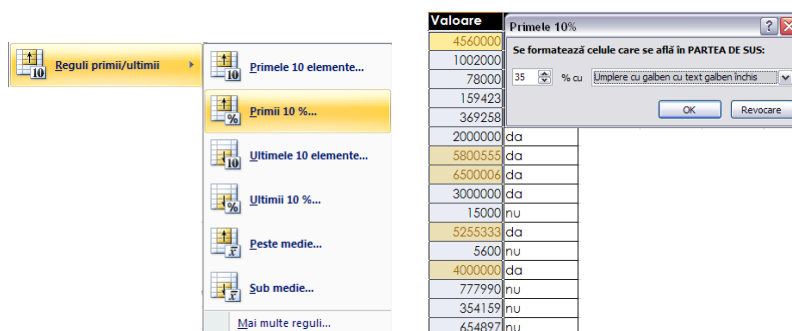 Reguli primii/ultimii
Primele 10 elemente...
Primii 10 %...
Ultimele 10 elemente...
Ultimii 10 %...
Peste medie...
Sub medie...
Mai multe reguli...
Valoare
4560000
1002000
78000
159423
369258
2000000 da
5800555 da
6500006 da
3000000 da
15000 nu
5255333 da
5600 nu
4000000 da
777990 nu
354159 nu
654897 nu
Primele 10%
Se formatează celule care se află în PARTEA DE SUS:
35 % cu Umplere cu galben cu text galben închis
OK Revocare